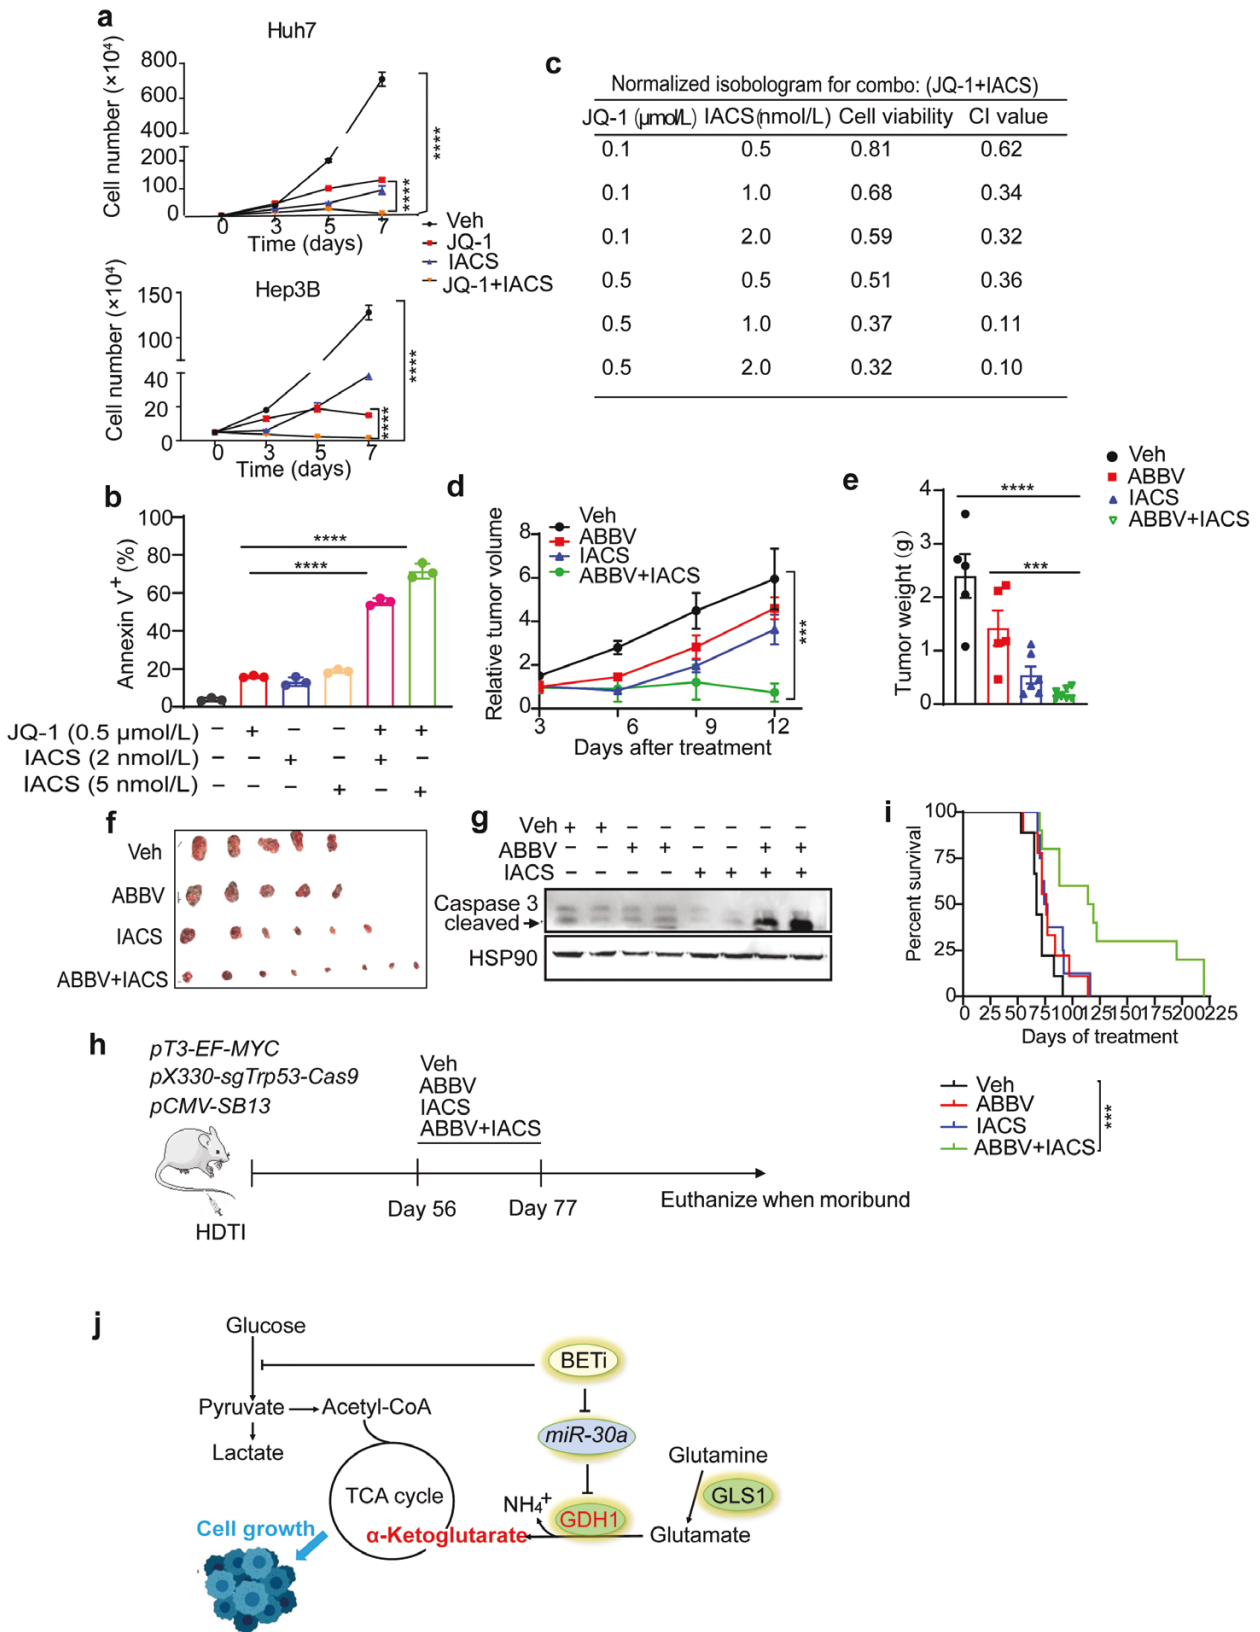 a
Huh7
Cell number (×10⁴)
800
600
400
200
100
0
****
****
0 3 5 7
Time (days)
Veh
JQ-1
IACS
JQ-1+IACS
Hep3B
Cell number (×10⁴)
150
100
40
20
0
****
****
0 3 5 7
Time (days)
c
Normalized isobologram for combo: (JQ-1+IACS)
JQ-1 (µmol/L) IACS(nmol/L) Cell viability CI value
0.1 0.5 0.81 0.62
0.1 1.0 0.68 0.34
0.1 2.0 0.59 0.32
0.5 0.5 0.51 0.36
0.5 1.0 0.37 0.11
0.5 2.0 0.32 0.10
b
Annexin V⁺ (%)
100
80
60
40
20
0
****
****
JQ-1 (0.5 µmol/L) − + − − + +
IACS (2 nmol/L) − − + − + −
IACS (5 nmol/L) − − − + − +
d
Relative tumor volume
8
6
4
2
0
Veh
ABBV
IACS
ABBV+IACS
***
3 6 9 12
Days after treatment
e
Tumor weight (g)
4
3
2
1
0
****
***
Veh
ABBV
IACS
ABBV+IACS
f
Veh
ABBV
IACS
ABBV+IACS
g
Veh + + − − − − − −
ABBV − − + + − − + +
IACS − − − − + + + +
Caspase 3
cleaved
HSP90
i
Percent survival
100
75
50
25
0
0 25 50 75 100 125 150 175 200 225
Days of treatment
Veh
ABBV
IACS
ABBV+IACS
***
h
pT3-EF-MYC
pX330-sgTrp53-Cas9
pCMV-SB13
HDTI
Veh
ABBV
IACS
ABBV+IACS
Day 56
Day 77
Euthanize when moribund
j
Glucose
BETi
Pyruvate
Acetyl-CoA
Lactate
miR-30a
Glutamine
TCA cycle
GLS1
NH₄⁺
GDH1
Cell growth
α-Ketoglutarate
Glutamate